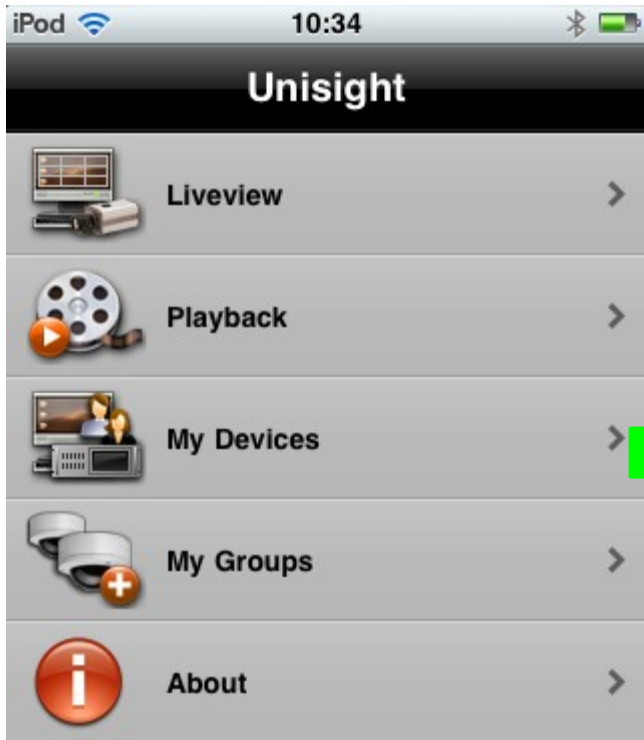 iPod 10:34
Unisight
Liveview
Playback
My Devices
My Groups
About